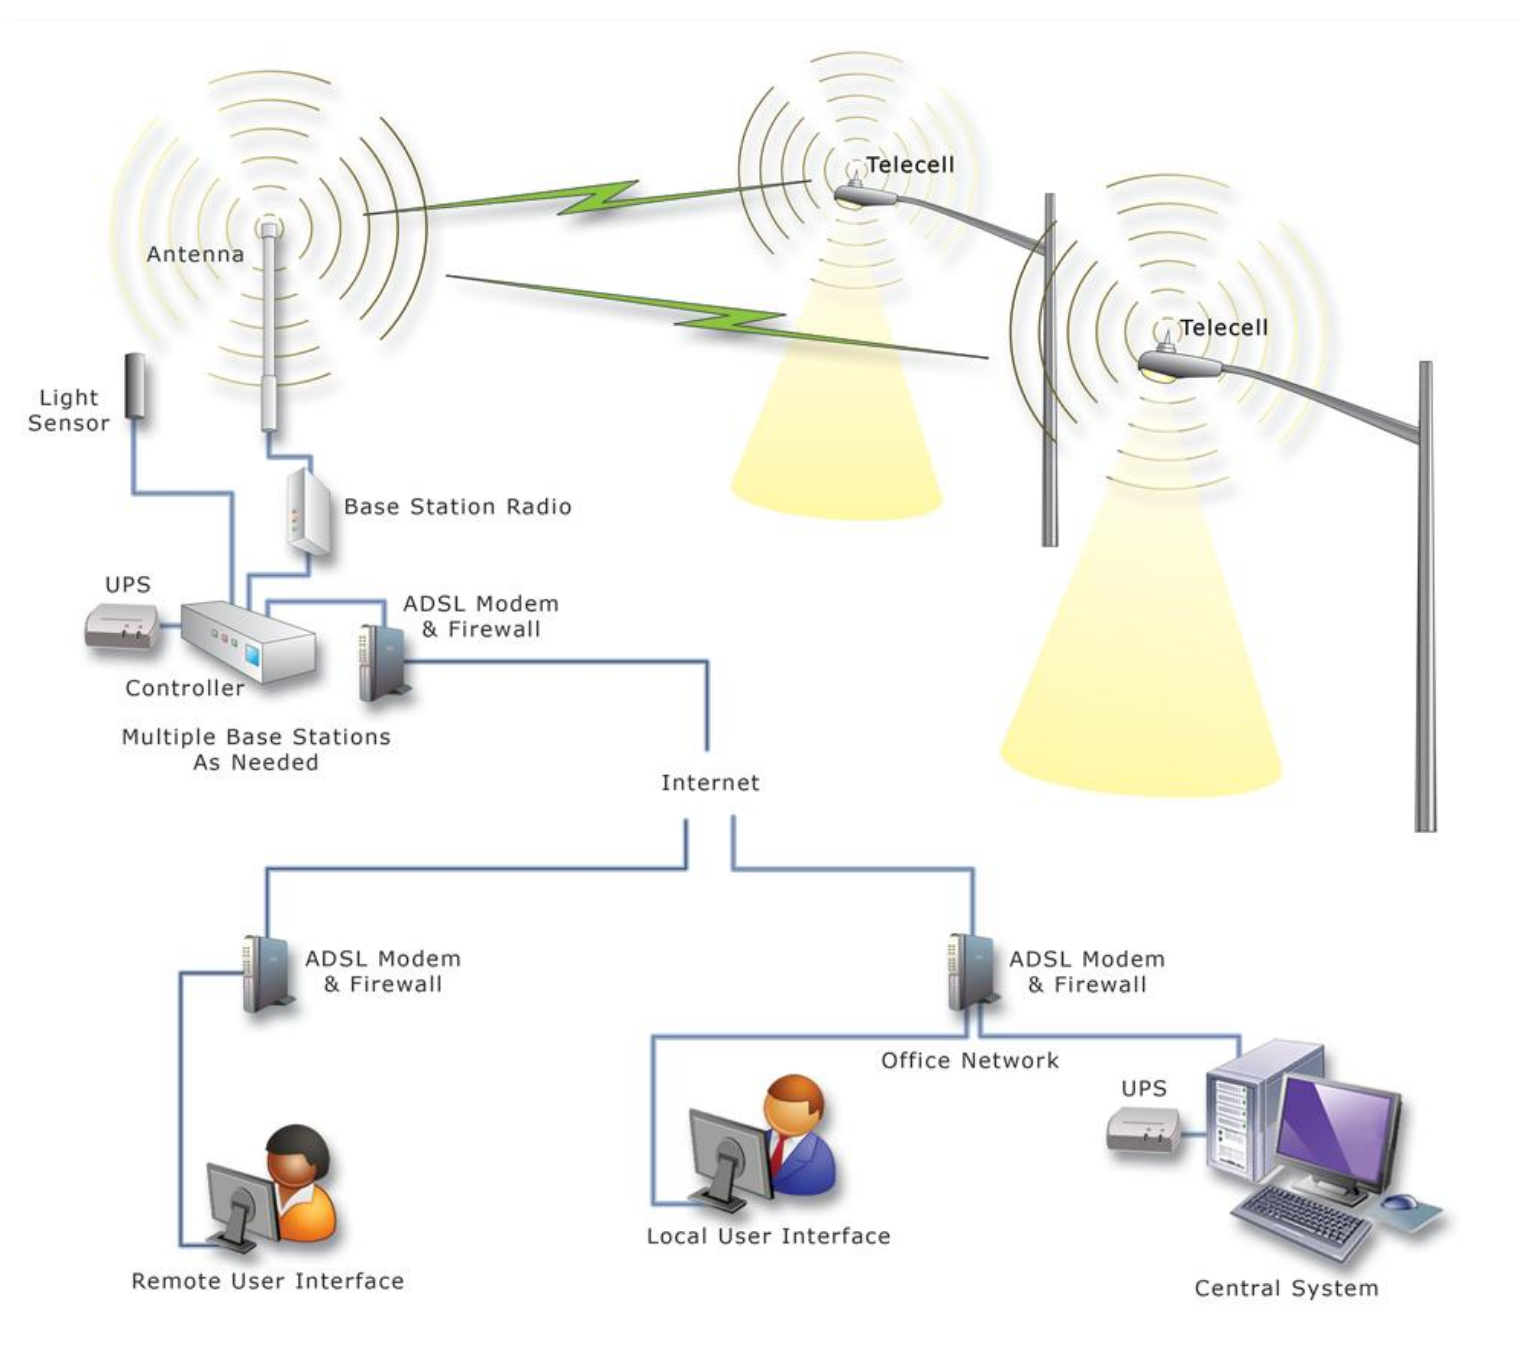 Telecell
Antenna
Telecell
Light
Sensor
Base Station Radio
UPS
ADSL Modem
& Firewall
Controller
Multiple Base Stations
As Needed
Internet
ADSL Modem
& Firewall
ADSL Modem
& Firewall
Office Network
UPS
Local User Interface
Remote User Interface
Central System